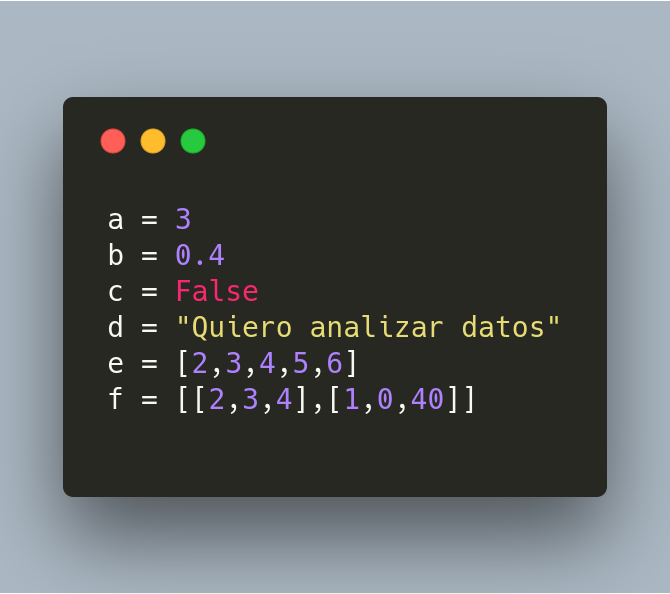 a = 3
b = 0.4
c = False
d = "Quiero analizar datos"
e = [2,3,4,5,6]
f = [[2,3,4],[1,0,40]]